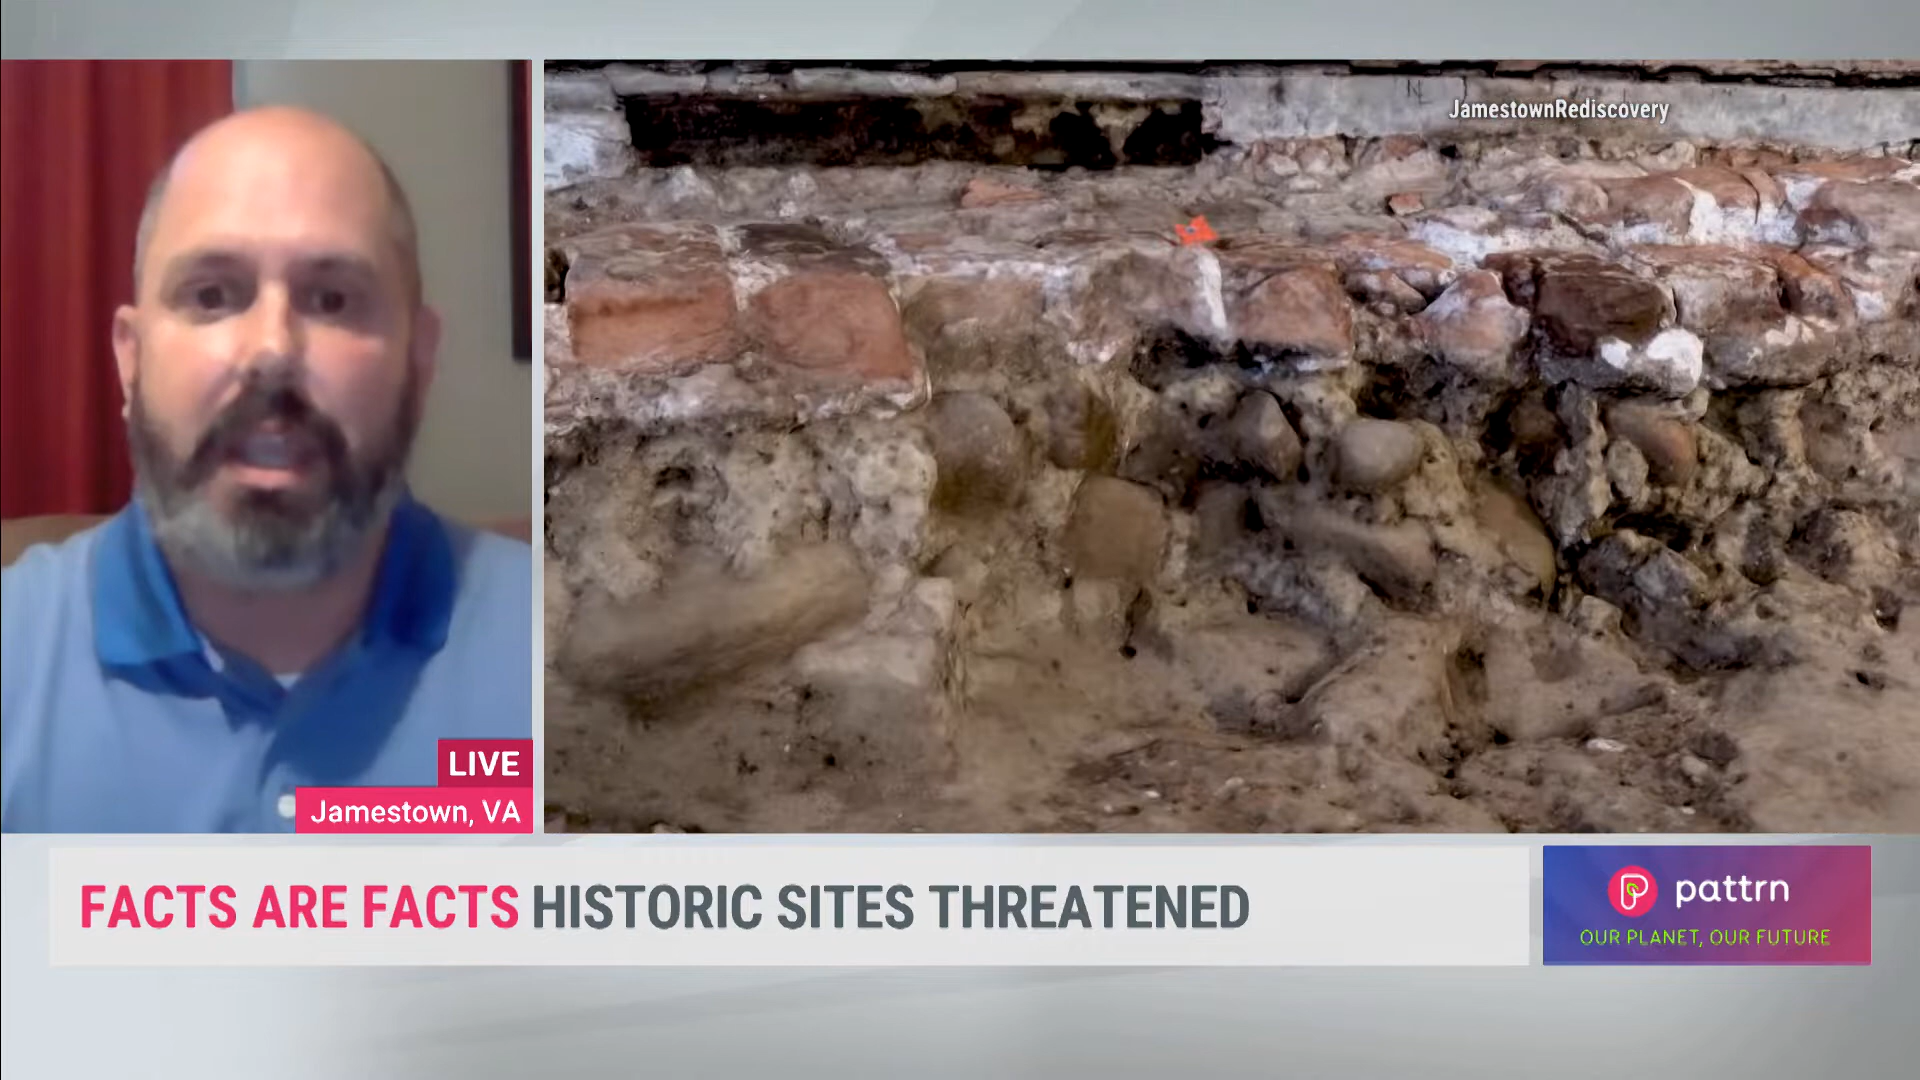 JamestownRediscovery
LIVE
Jamestown, VA
FACTS ARE FACTS HISTORIC SITES THREATENED
pattrn
OUR PLANET, OUR FUTURE